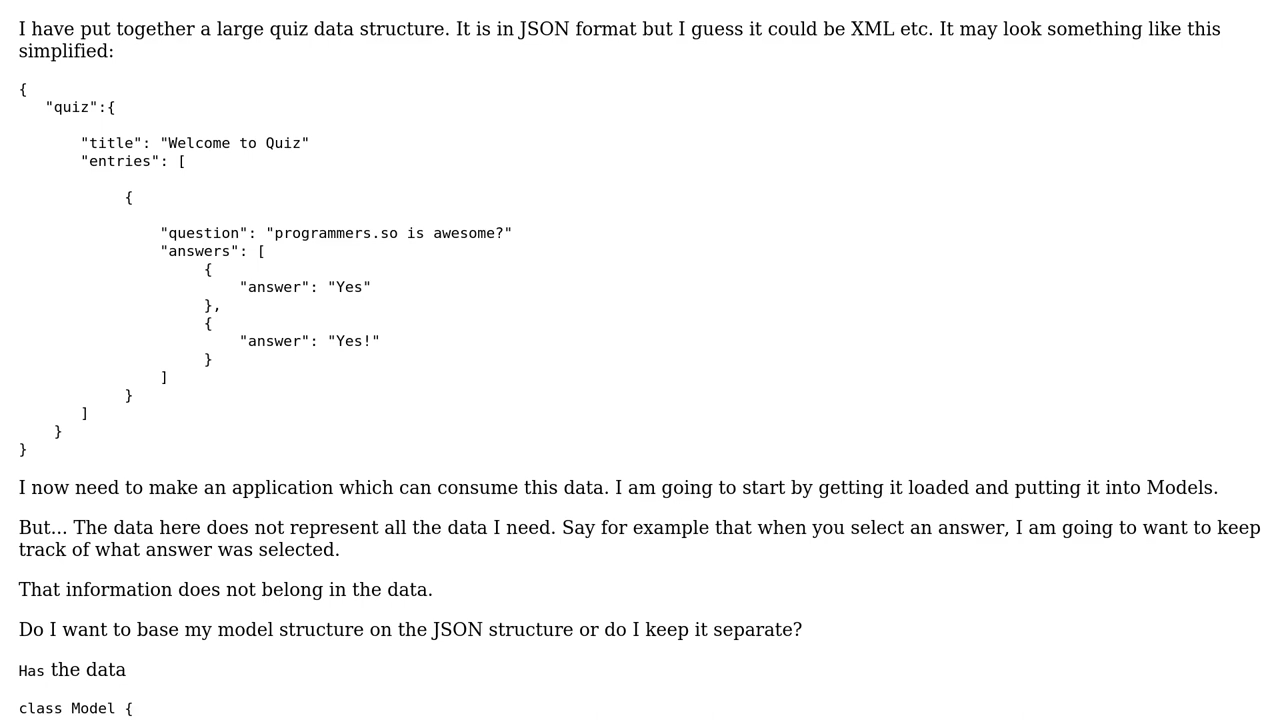 I have put together a large quiz data structure. It is in JSON format but I guess it could be XML etc. It may look something like this
simplified:
{
   "quiz":{
       "title": "Welcome to Quiz"
       "entries": [
            {
                "question": "programmers.so is awesome?"
                "answers": [
                     {
                         "answer": "Yes"
                     },
                     {
                         "answer": "Yes!"
                     }
                ]
            }
       ]
    }
}
I now need to make an application which can consume this data. I am going to start by getting it loaded and putting it into Models.
But... The data here does not represent all the data I need. Say for example that when you select an answer, I am going to want to keep
track of what answer was selected.
That information does not belong in the data.
Do I want to base my model structure on the JSON structure or do I keep it separate?
Has the data
class Model {